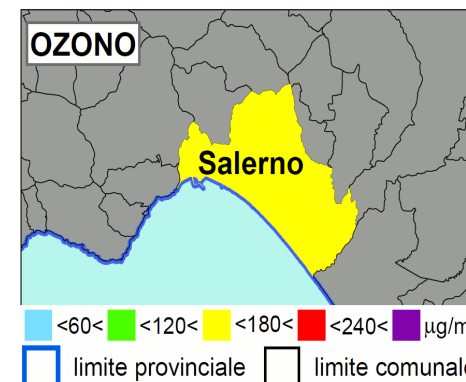 OZONO
Salerno
<60< <120< <180< <240< µg/m
limite provinciale limite comunale